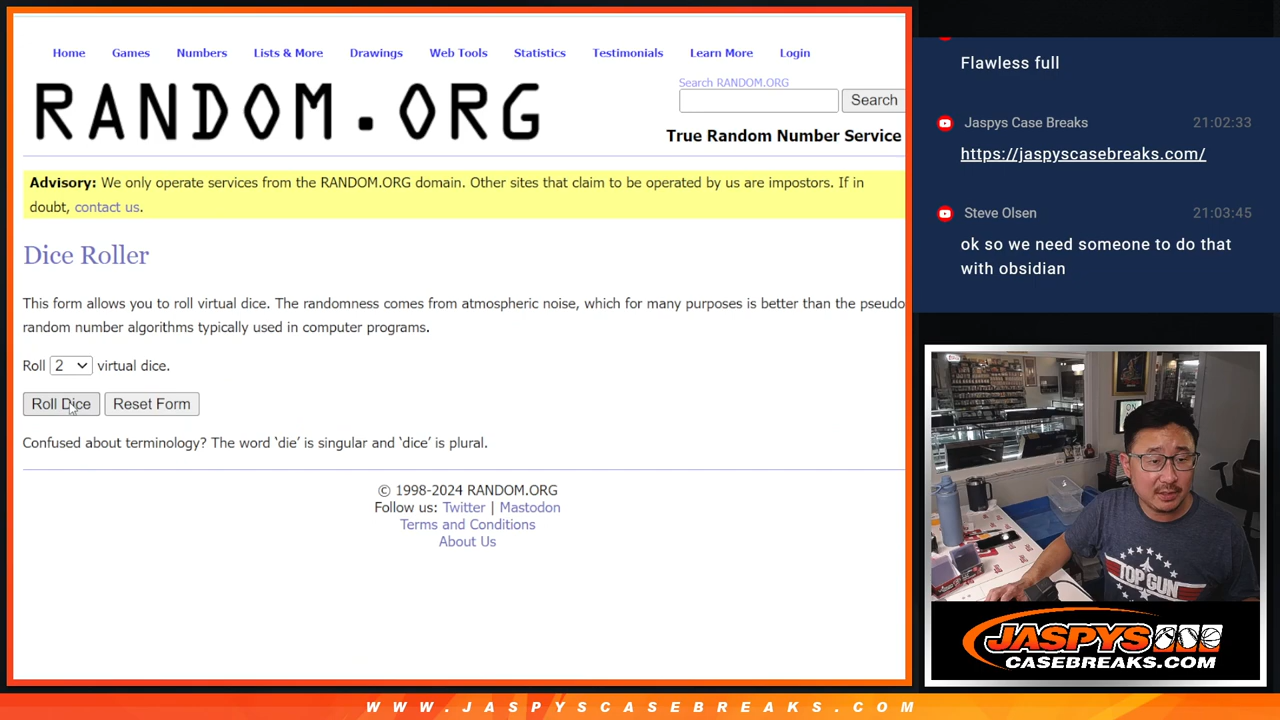 Home Games Numbers Lists & More Drawings Web Tools Statistics Testimonials Learn More Login
RANDOM.ORG
Search RANDOM.ORG
Search
True Random Number Service
Advisory: We only operate services from the RANDOM.ORG domain. Other sites that claim to be operated by us are impostors. If in
doubt, contact us.
Dice Roller
This form allows you to roll virtual dice. The randomness comes from atmospheric noise, which for many purposes is better than the pseudo
random number algorithms typically used in computer programs.
Roll 2 virtual dice.
Roll Dice Reset Form
Confused about terminology? The word ‘die’ is singular and ‘dice’ is plural.
© 1998-2024 RANDOM.ORG
Follow us: Twitter | Mastodon
Terms and Conditions
About Us
Flawless full
Jaspys Case Breaks 21:02:33
https://jaspyscasebreaks.com/
Steve Olsen 21:03:45
ok so we need someone to do that
with obsidian
TOP GUN
JASPYS
CASEBREAKS.COM
WWW.JASPYSCASEBREAKS.COM